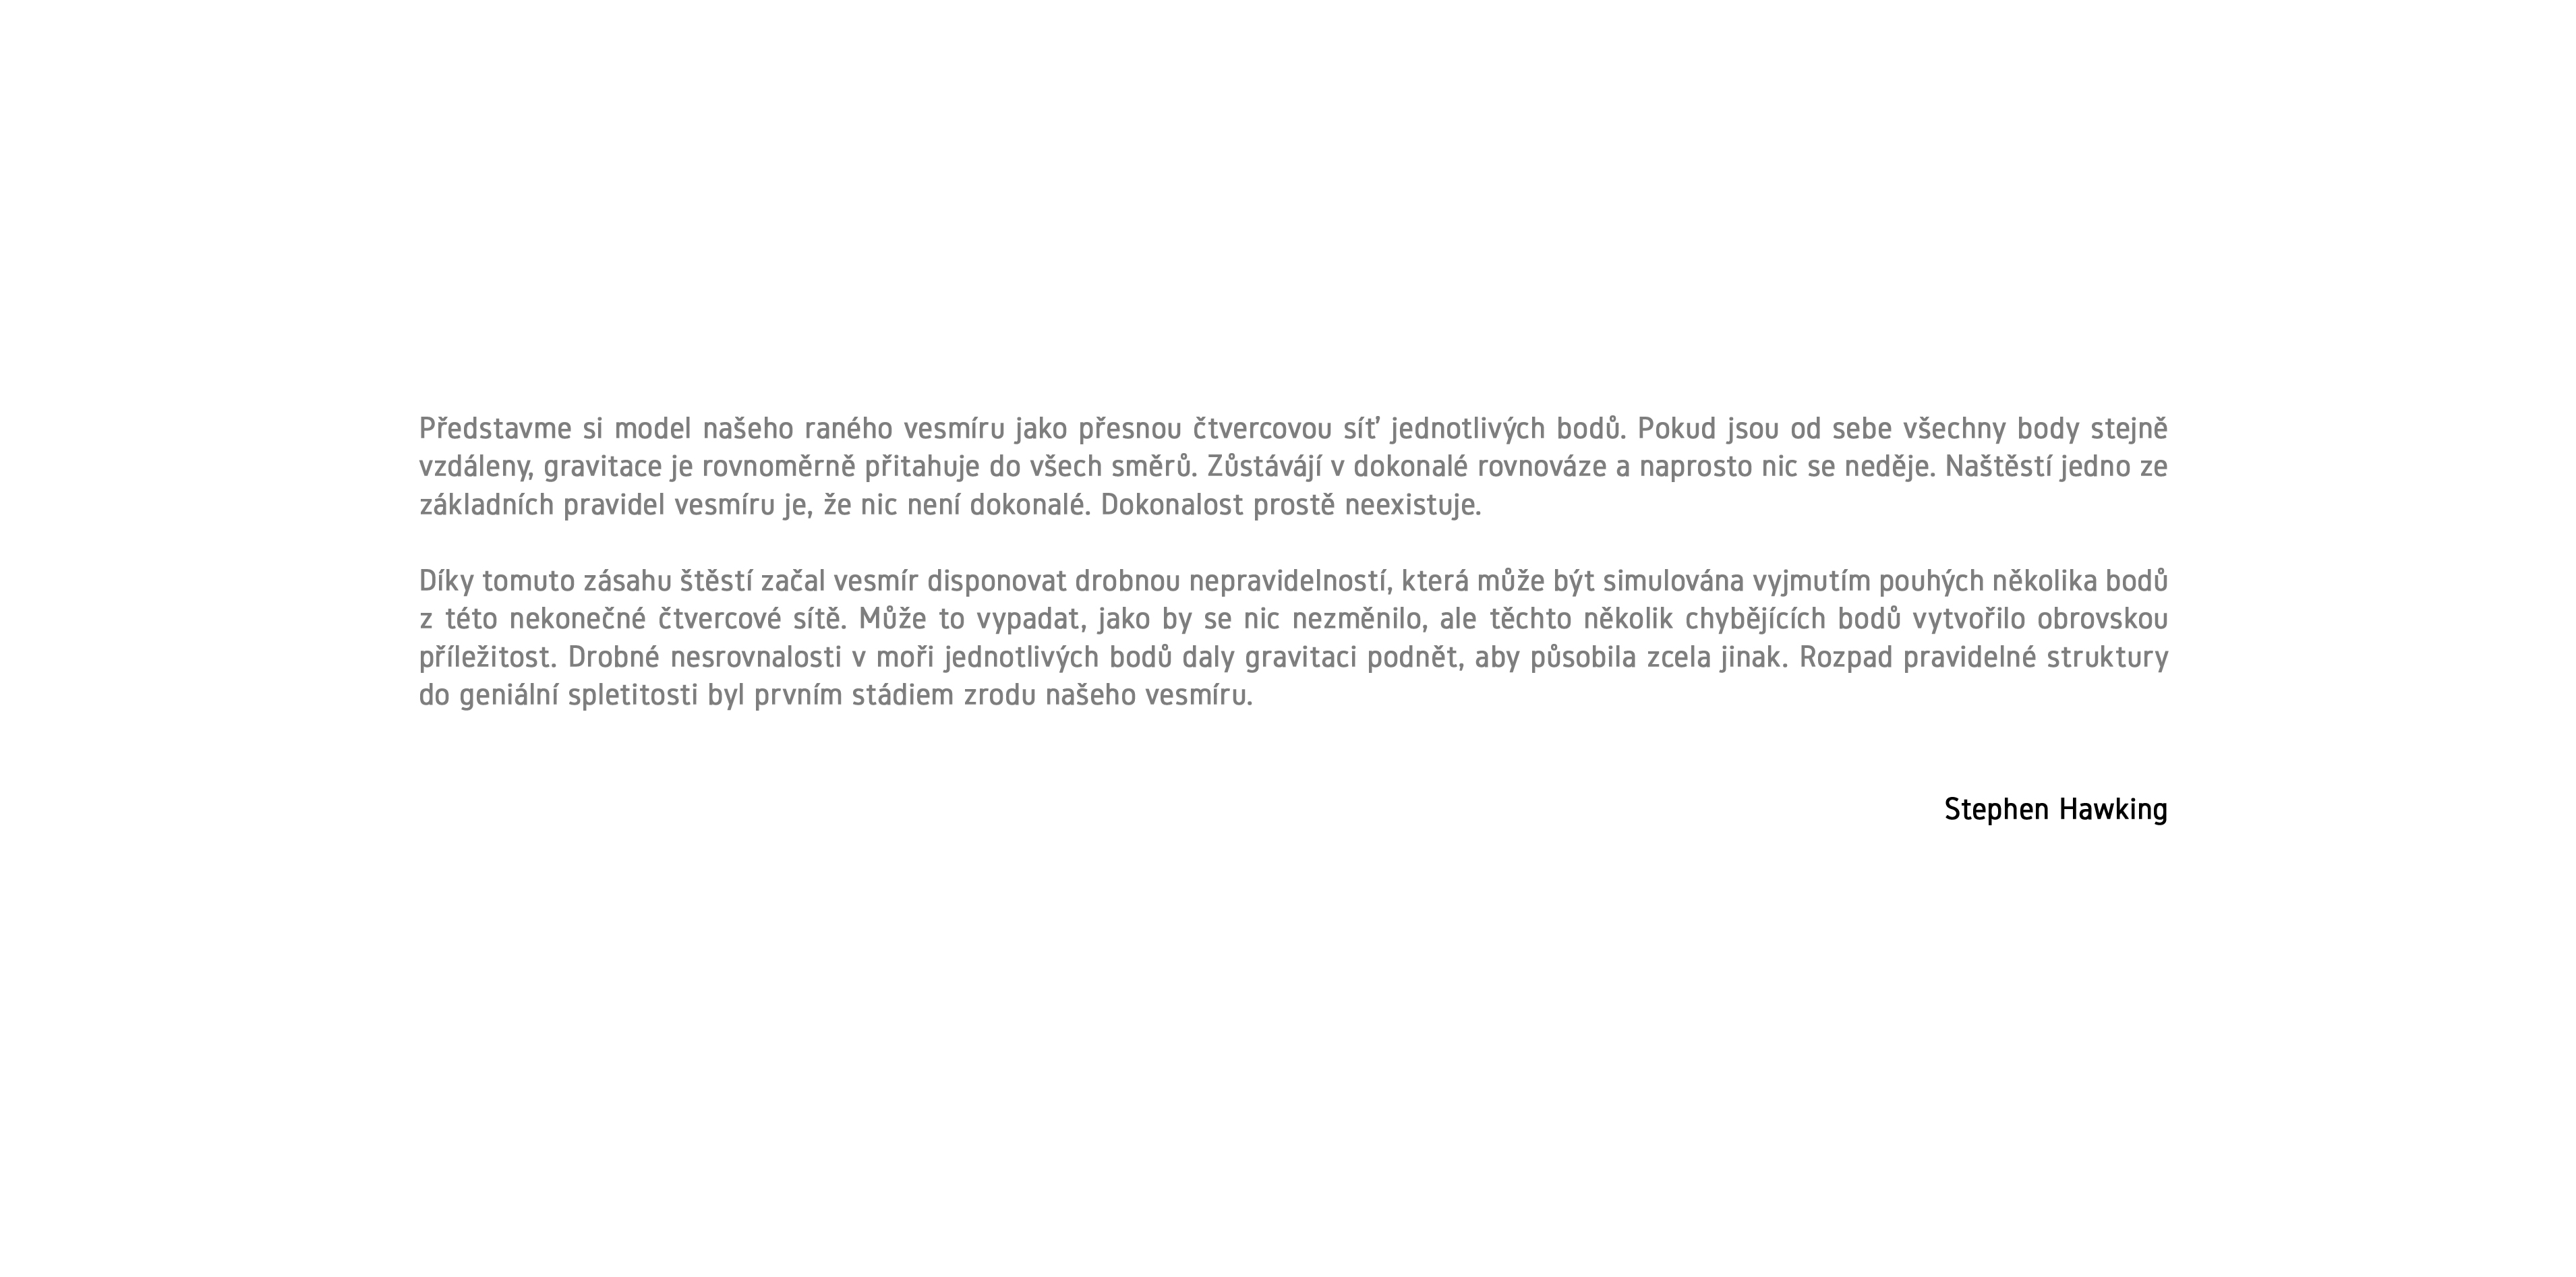 Představme si model našeho raného vesmíru jako přesnou čtvercovou síť jednotlivých bodů. Pokud jsou od sebe všechny body stejně
vzdáleny, gravitace je rovnoměrně přitahuje do všech směrů. Zůstávájí v dokonalé rovnováze a naprosto nic se neděje. Naštěstí jedno ze
základních pravidel vesmíru je, že nic není dokonalé. Dokonalost prostě neexistuje.
Díky tomuto zásahu štěstí začal vesmír disponovat drobnou nepravidelností, která může být simulována vyjmutím pouhých několika bodů
z této nekonečné čtvercové sítě. Může to vypadat, jako by se nic nezměnilo, ale těchto několik chybějících bodů vytvořilo obrovskou
příležitost. Drobné nesrovnalosti v moři jednotlivých bodů daly gravitaci podnět, aby působila zcela jinak. Rozpad pravidelné struktury
do geniální spletitosti byl prvním stádiem zrodu našeho vesmíru.
Stephen Hawking